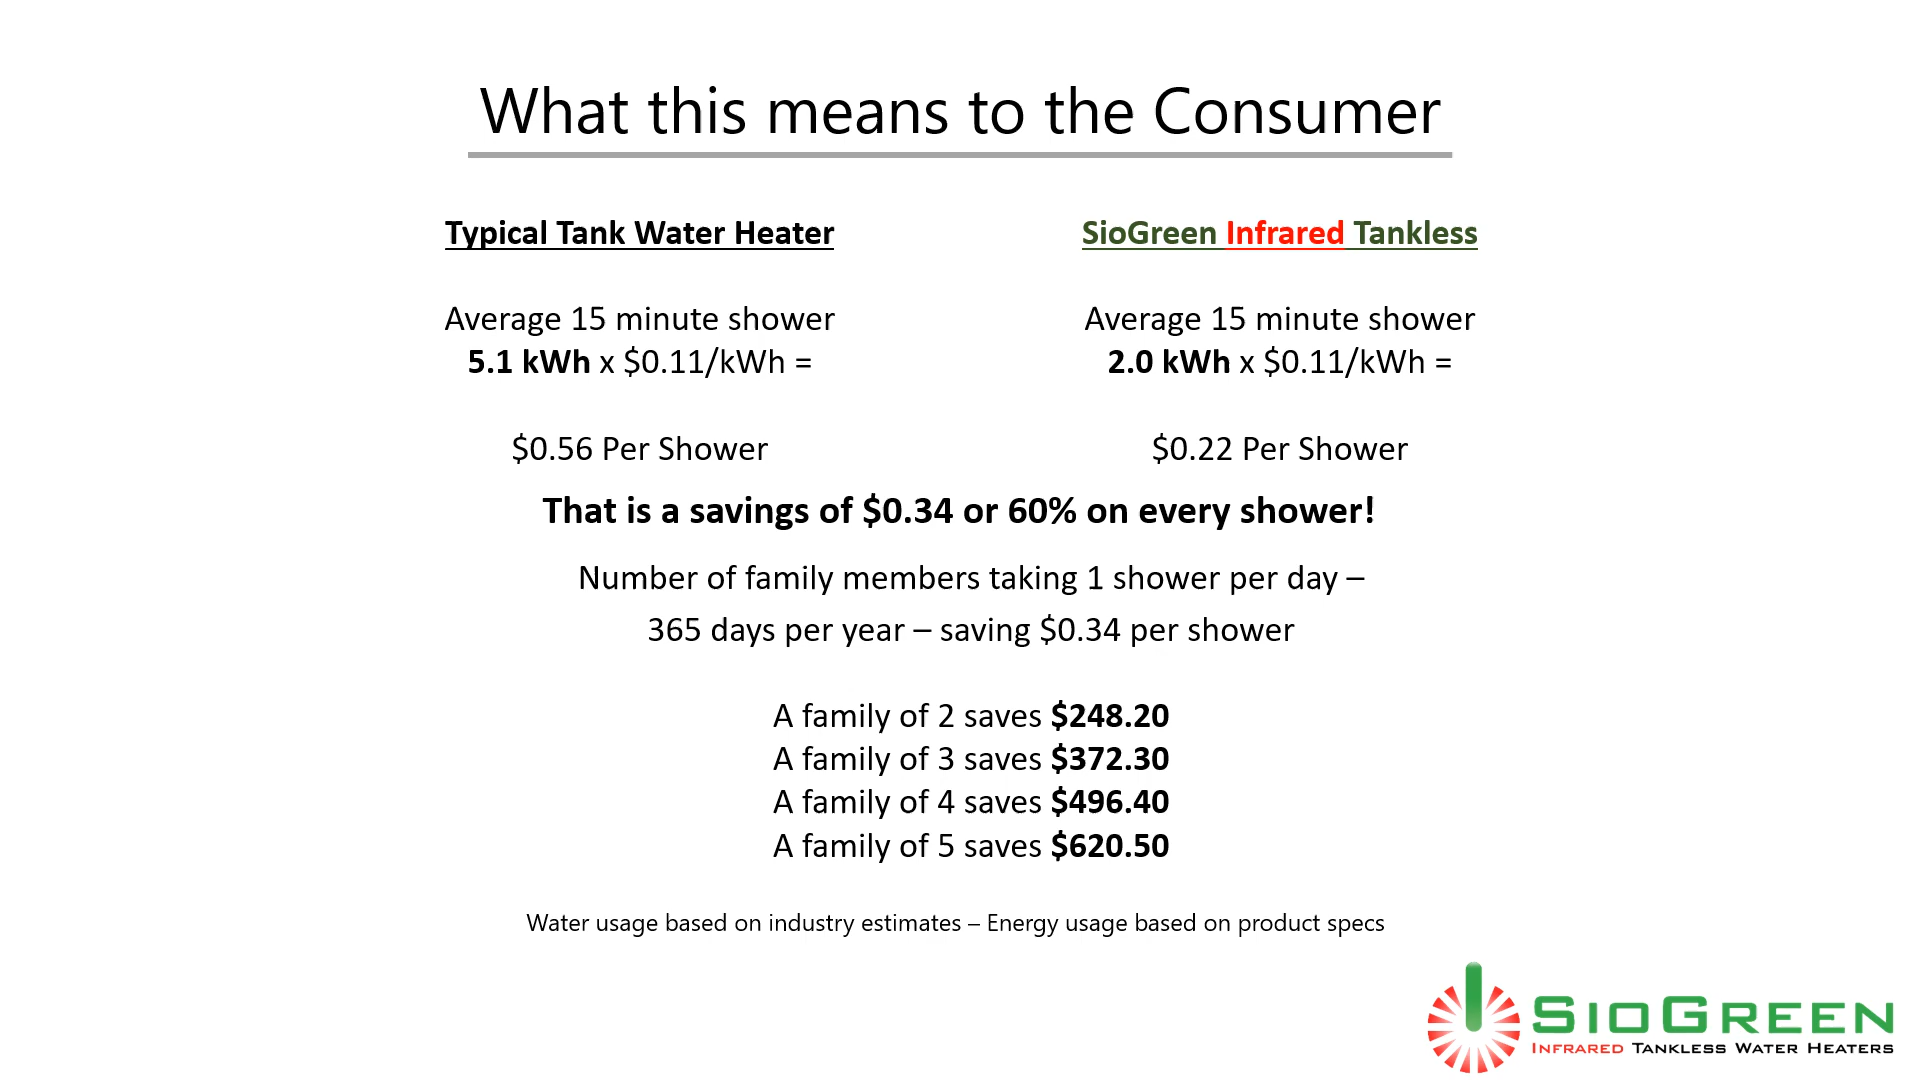 What this means to the Consumer
Typical Tank Water Heater
Average 15 minute shower
5.1 kWh x $0.11/kWh =
$0.56 Per Shower
SioGreen Infrared Tankless
Average 15 minute shower
2.0 kWh x $0.11/kWh =
$0.22 Per Shower
That is a savings of $0.34 or 60% on every shower!
Number of family members taking 1 shower per day –
365 days per year – saving $0.34 per shower
A family of 2 saves $248.20
A family of 3 saves $372.30
A family of 4 saves $496.40
A family of 5 saves $620.50
Water usage based on industry estimates – Energy usage based on product specs
SioGreen
Infrared Tankless Water Heaters